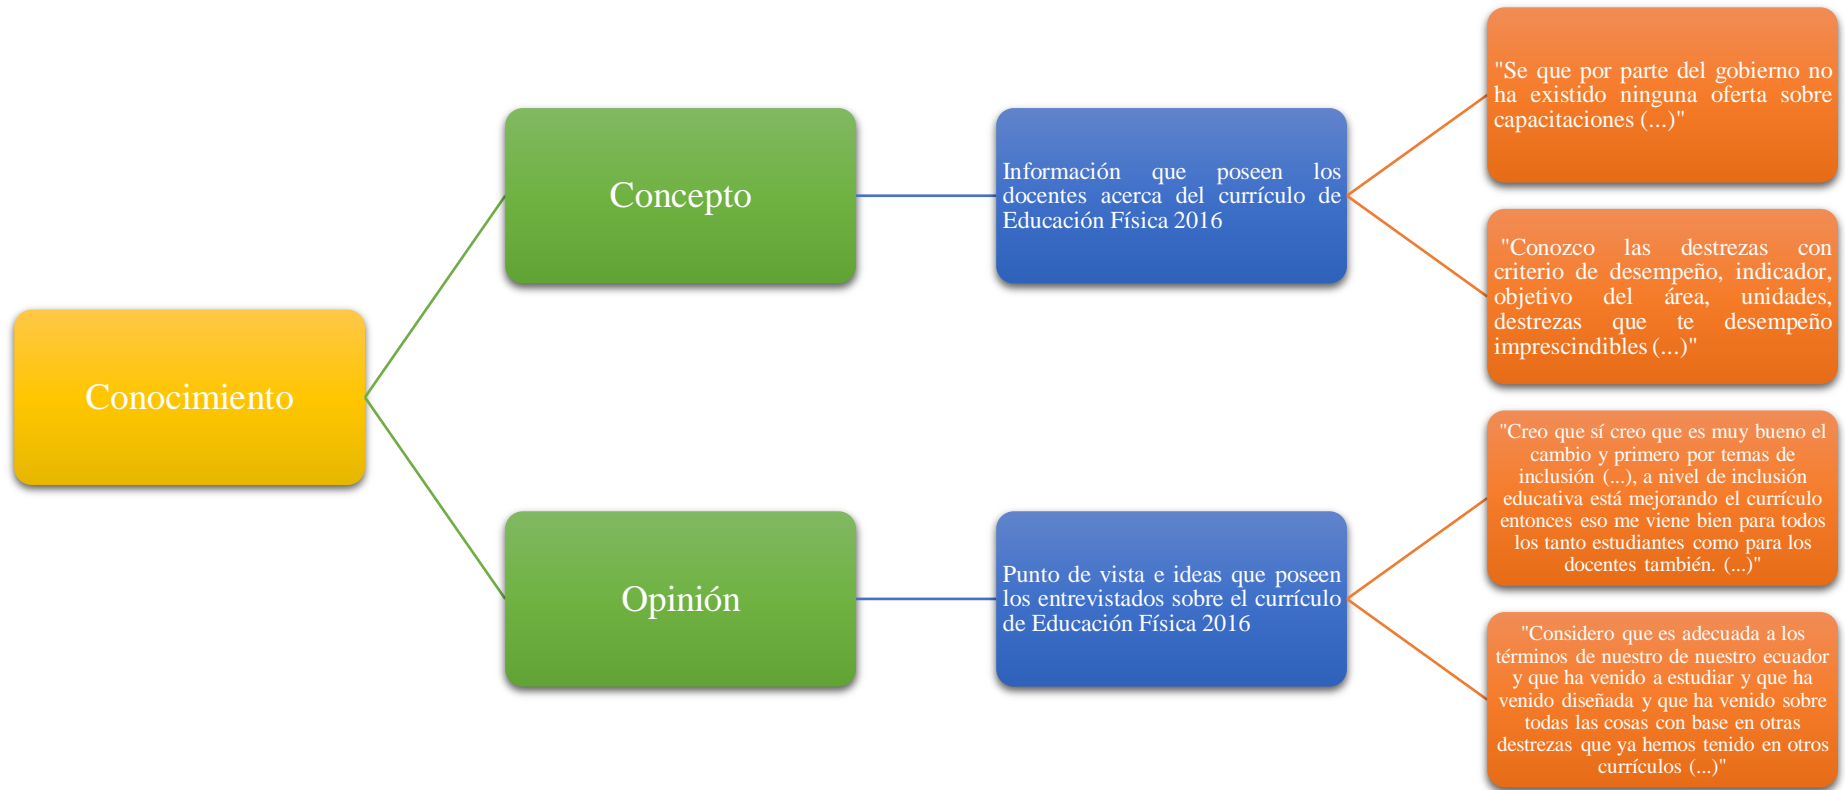 Conocimiento
Concepto
Información que poseen los
docentes acerca del currículo de
Educación Física 2016
"Se que por parte del gobierno no
ha existido ninguna oferta sobre
capacitaciones (...)"
"Conozco las destrezas con
criterio de desempeño, indicador,
objetivo del área, unidades,
destrezas que te desempeño
imprescindibles (...)"
Opinión
Punto de vista e ideas que poseen
los entrevistados sobre el currículo
de Educación Física 2016
"Creo que sí creo que es muy bueno el
cambio y primero por temas de
inclusión (...), a nivel de inclusión
educativa está mejorando el currículo
entonces eso me viene bien para todos
los tanto estudiantes como para los
docentes también. (...)"
"Considero que es adecuada a los
términos de nuestro de nuestro ecuador
y que ha venido a estudiar y que ha
venido diseñada y que ha venido sobre
todas las cosas con base en otras
destrezas que ya hemos tenido en otros
currículos (...)"